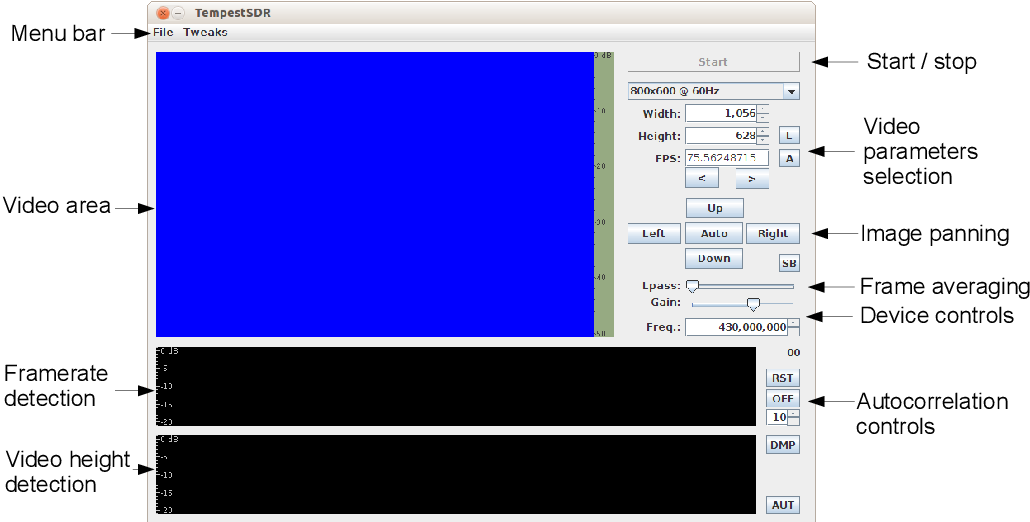 TempestSDR
Menu bar
File Tweaks
Start
Start / stop
800x600 @ 60Hz
Width: 1,056
Height: 628 L
FPS: 75.56248715 A
< >
Video
parameters
selection
Video area
Up
Left Auto Right
Down
SB
Image panning
Lpass:
Frame averaging
Gain:
Device controls
Freq.: 430,000,000
0 dB
-10
-20
-30
-40
-50
Framerate
detection
0 dB
-5
-10
-15
-20
00
RST
OFF
10
Autocorrelation
controls
Video height
detection
0 dB
-5
-10
-15
-20
DMP
AUT